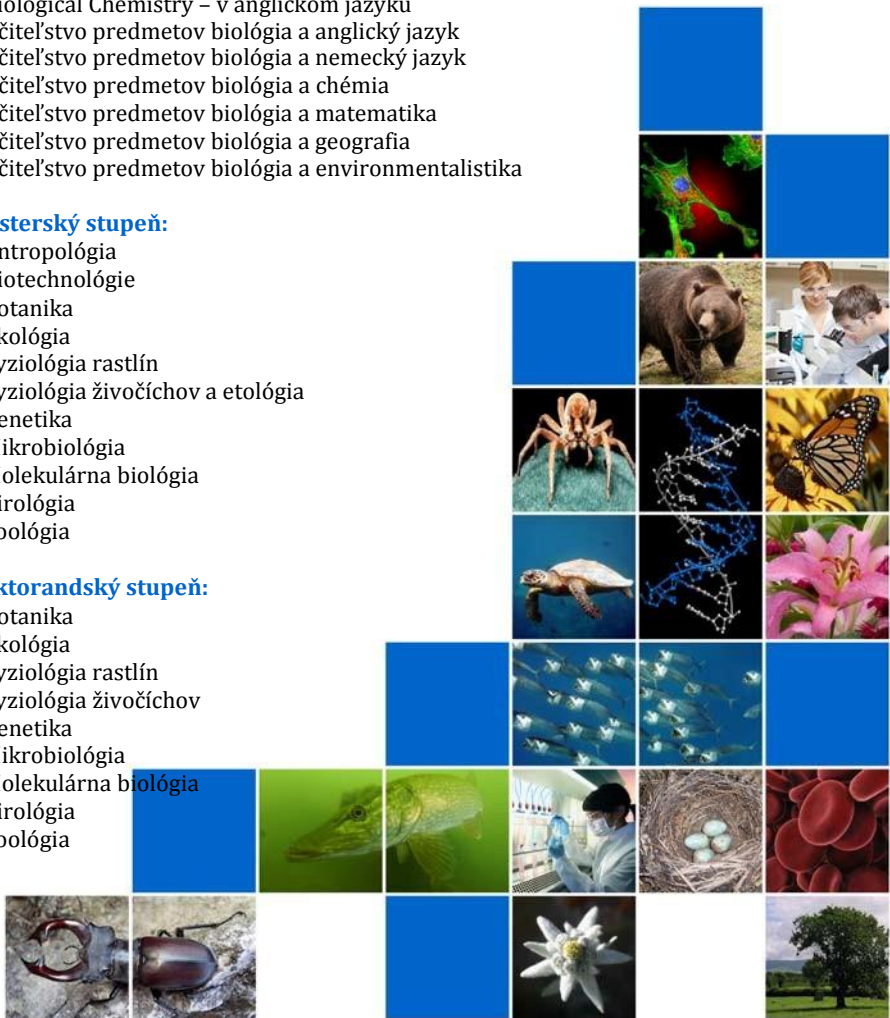 iological Chemistry – v anglickom jazyku
čiteľstvo predmetov biológia a anglický jazyk
čiteľstvo predmetov biológia a nemecký jazyk
čiteľstvo predmetov biológia a chémia
čiteľstvo predmetov biológia a matematika
čiteľstvo predmetov biológia a geografia
čiteľstvo predmetov biológia a environmentalistika
sterský stupeň:
ntropológia
iotechnológie
otanika
kológia
yziológia rastlín
yziológia živočíchov a etológia
enetika
ikrobiológia
olekulárna biológia
irológia
oológia
ktorandský stupeň:
otanika
kológia
yziológia rastlín
yziológia živočíchov
enetika
ikrobiológia
olekulárna biológia
irológia
oológia